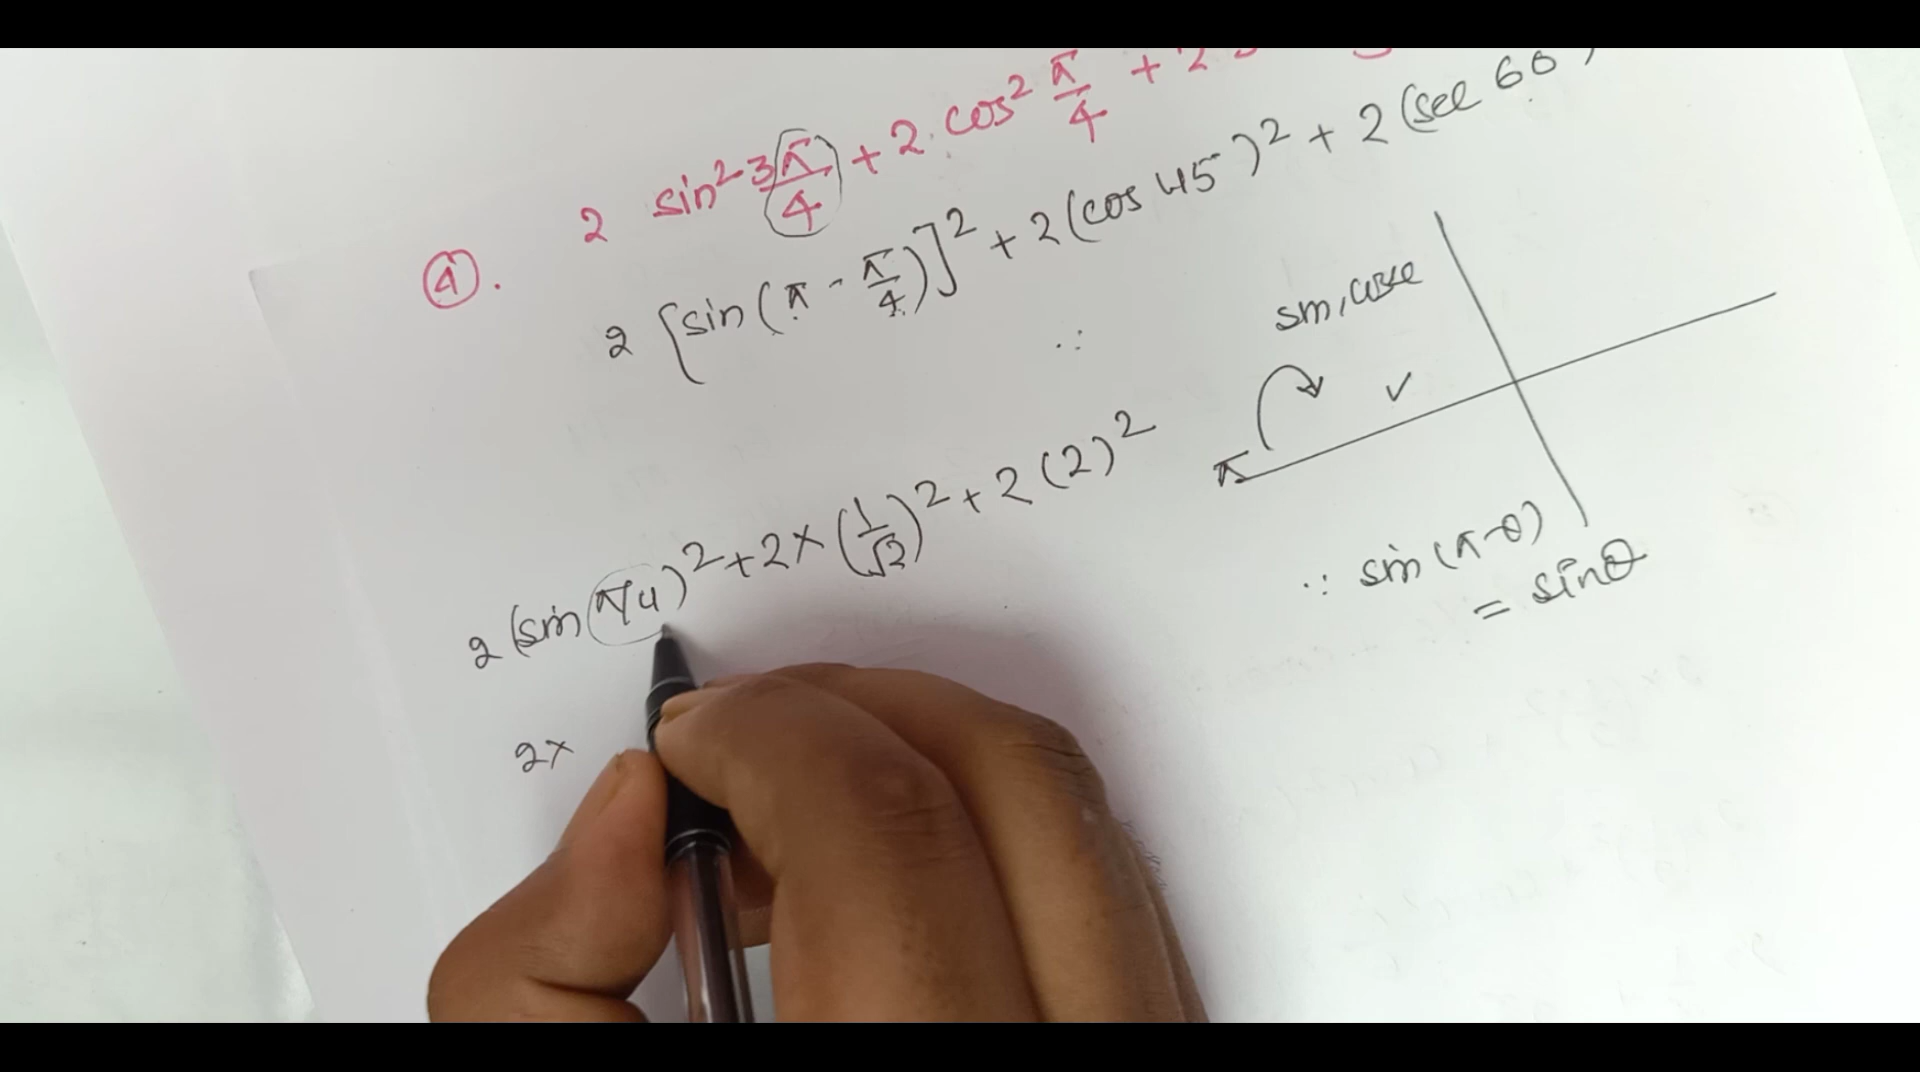 ④. 2 sin² 3π/4 + 2. cos² π/4 + 2
2 [sin (π - π/4)]² + 2 (cos 45)² + 2 (sec 60
∴
sin, cosec
✓
π
2 (sin π/4)² + 2 × (1/√2)² + 2 (2)²
∵ sin (π-θ)
= sinθ
2×